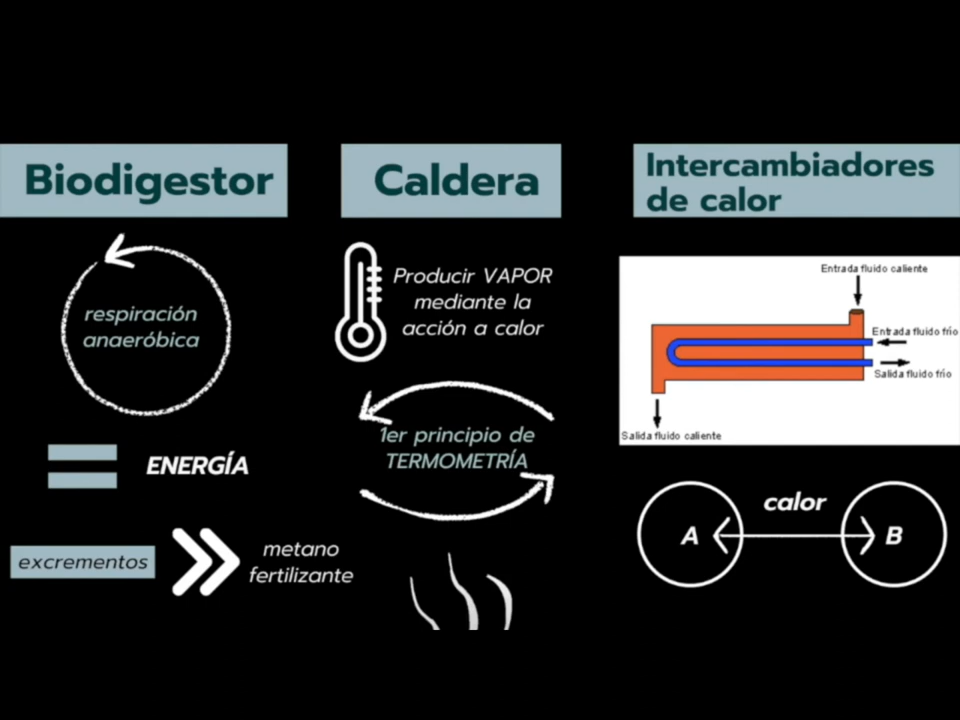 Biodigestor
respiración
anaeróbica
ENERGÍA
excrementos
metano
fertilizante
Caldera
Producir VAPOR
mediante la
acción a calor
1er principio de
TERMOMETRÍA
Intercambiadores
de calor
Entrada fluido caliente
Entrada fluido frío
Salida fluido frío
Salida fluido caliente
calor
A
B